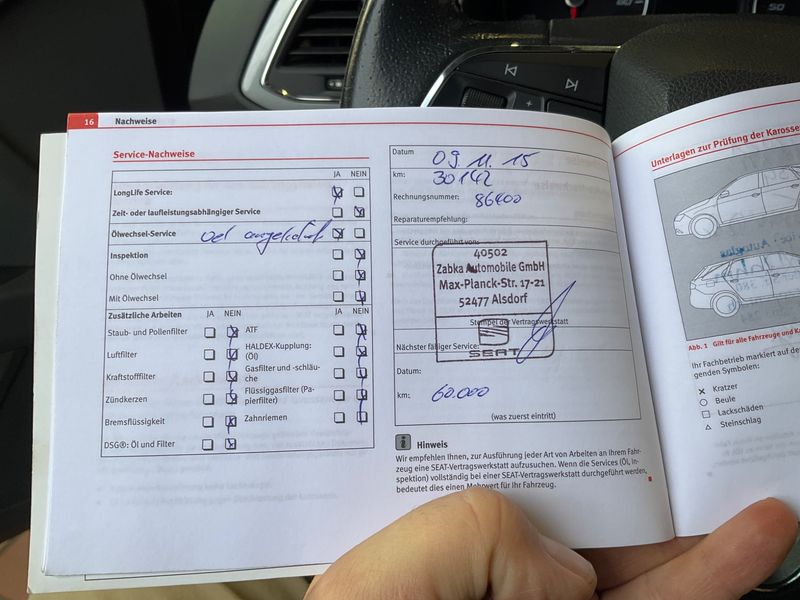 16 Nachweise
Service-Nachweise
JA NEIN
LongLife Service:
Zeit- oder laufleistungsabhängiger Service
Ölwechsel-Service Oel angeliefert
Inspektion
Ohne Ölwechsel
Mit Ölwechsel
Zusätzliche Arbeiten JA NEIN JA NEIN
Staub- und Pollenfilter
Luftfilter
Kraftstofffilter
Zündkerzen
Bremsflüssigkeit
DSG®: Öl und Filter
ATF
HALDEX-Kupplung:
(Öl)
Gasfilter und -schläu-
che
Flüssiggasfilter (Pa-
pierfilter)
Zahnriemen
Datum 09.11.15
km: 30142
Rechnungsnummer: 86400
Reparaturempfehlung:
Service durchgeführt von:
40502
Zabka Automobile GmbH
Max-Planck-Str. 17-21
52477 Alsdorf
Stempel der Vertragswerkstatt
SEAT
Nächster fälliger Service:
Datum:
km: 60.000
(was zuerst eintritt)
i Hinweis
Wir empfehlen Ihnen, zur Ausführung jeder Art von Arbeiten an Ihrem Fahr-
zeug eine SEAT-Vertragswerkstatt aufzusuchen. Wenn die Services (Öl, In-
spektion) vollständig bei einer SEAT-Vertragswerkstatt durchgeführt werden,
bedeutet dies einen Mehrwert für Ihr Fahrzeug.
Unterlagen zur Prüfung der Karosse
Abb. 1 Gilt für alle Fahrzeuge und
Ihr Fachbetrieb markiert auf de
genden Symbolen:
Kratzer
Beule
Lackschäden
Steinschlag